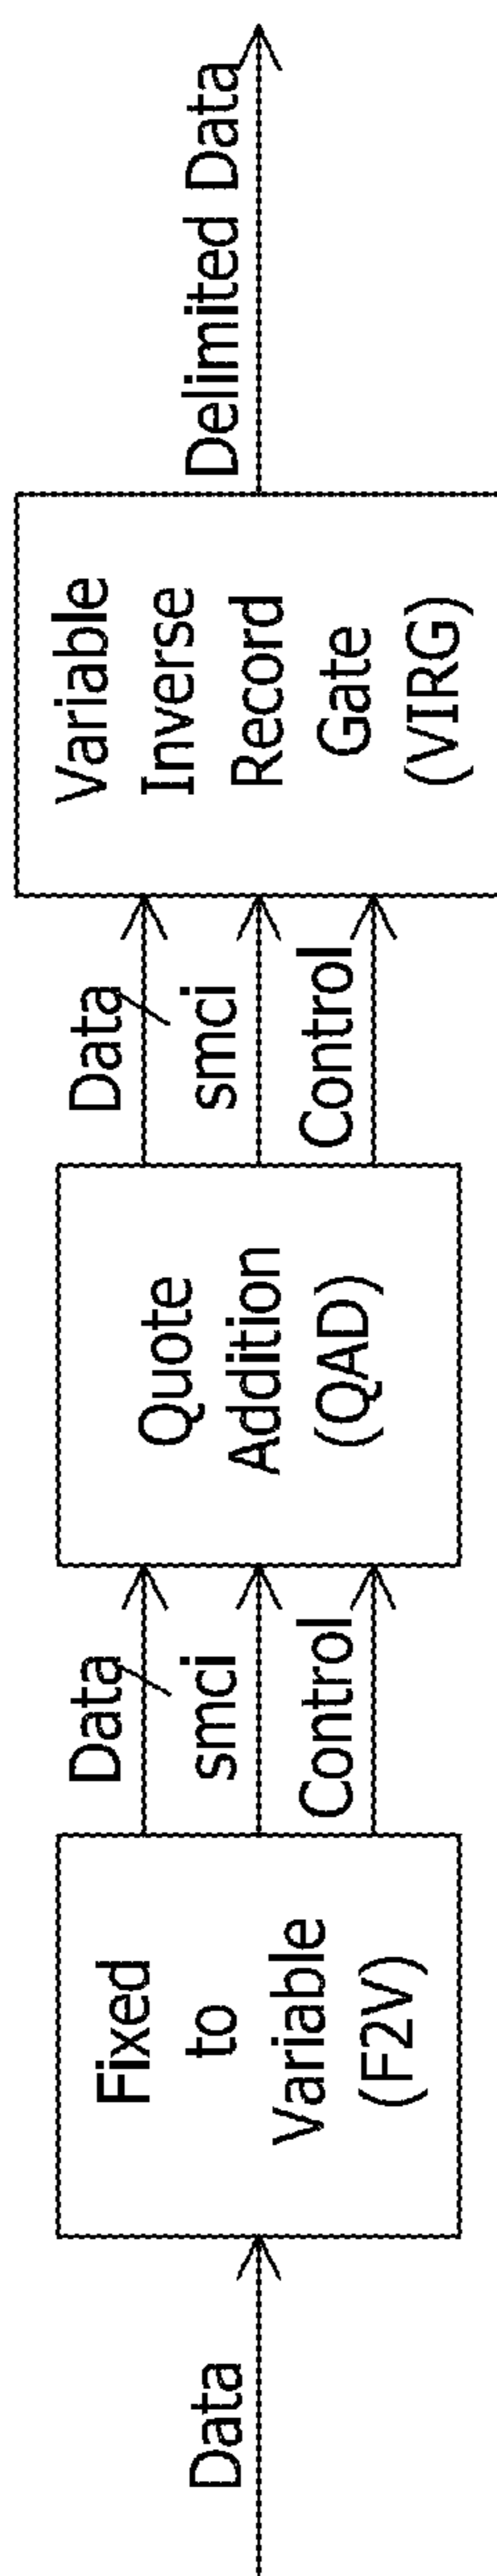 Data
Fixed
to
Variable
(F2V)
Data
smci
Control
Quote
Addition
(QAD)
Data
smci
Control
Variable
Inverse
Record
Gate
(VIRG)
Delimited Data